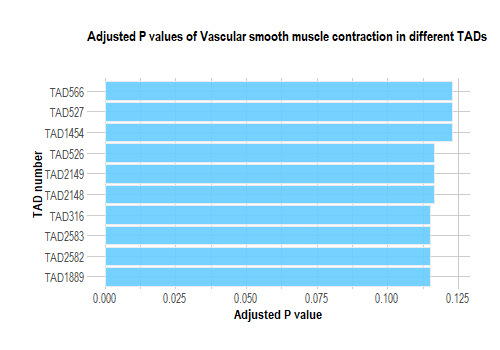 Adjusted P values of Vascular smooth muscle contraction in different TADs
TAD number
TAD566
TAD527
TAD1454
TAD526
TAD2149
TAD2148
TAD316
TAD2583
TAD2582
TAD1889
0.000 0.025 0.050 0.075 0.100 0.125
Adjusted P value